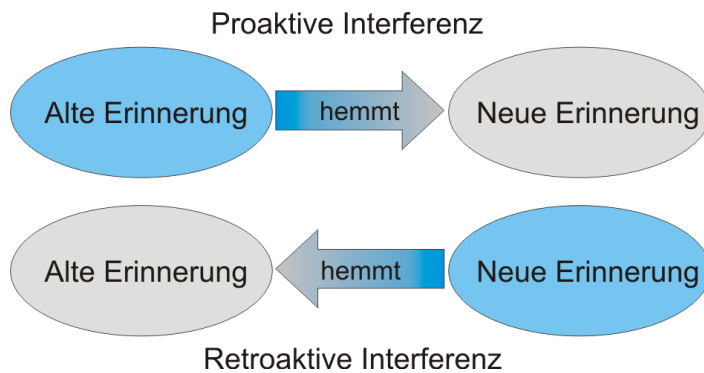 Proaktive Interferenz
Alte Erinnerung hemmt Neue Erinnerung
Alte Erinnerung hemmt Neue Erinnerung
Retroaktive Interferenz